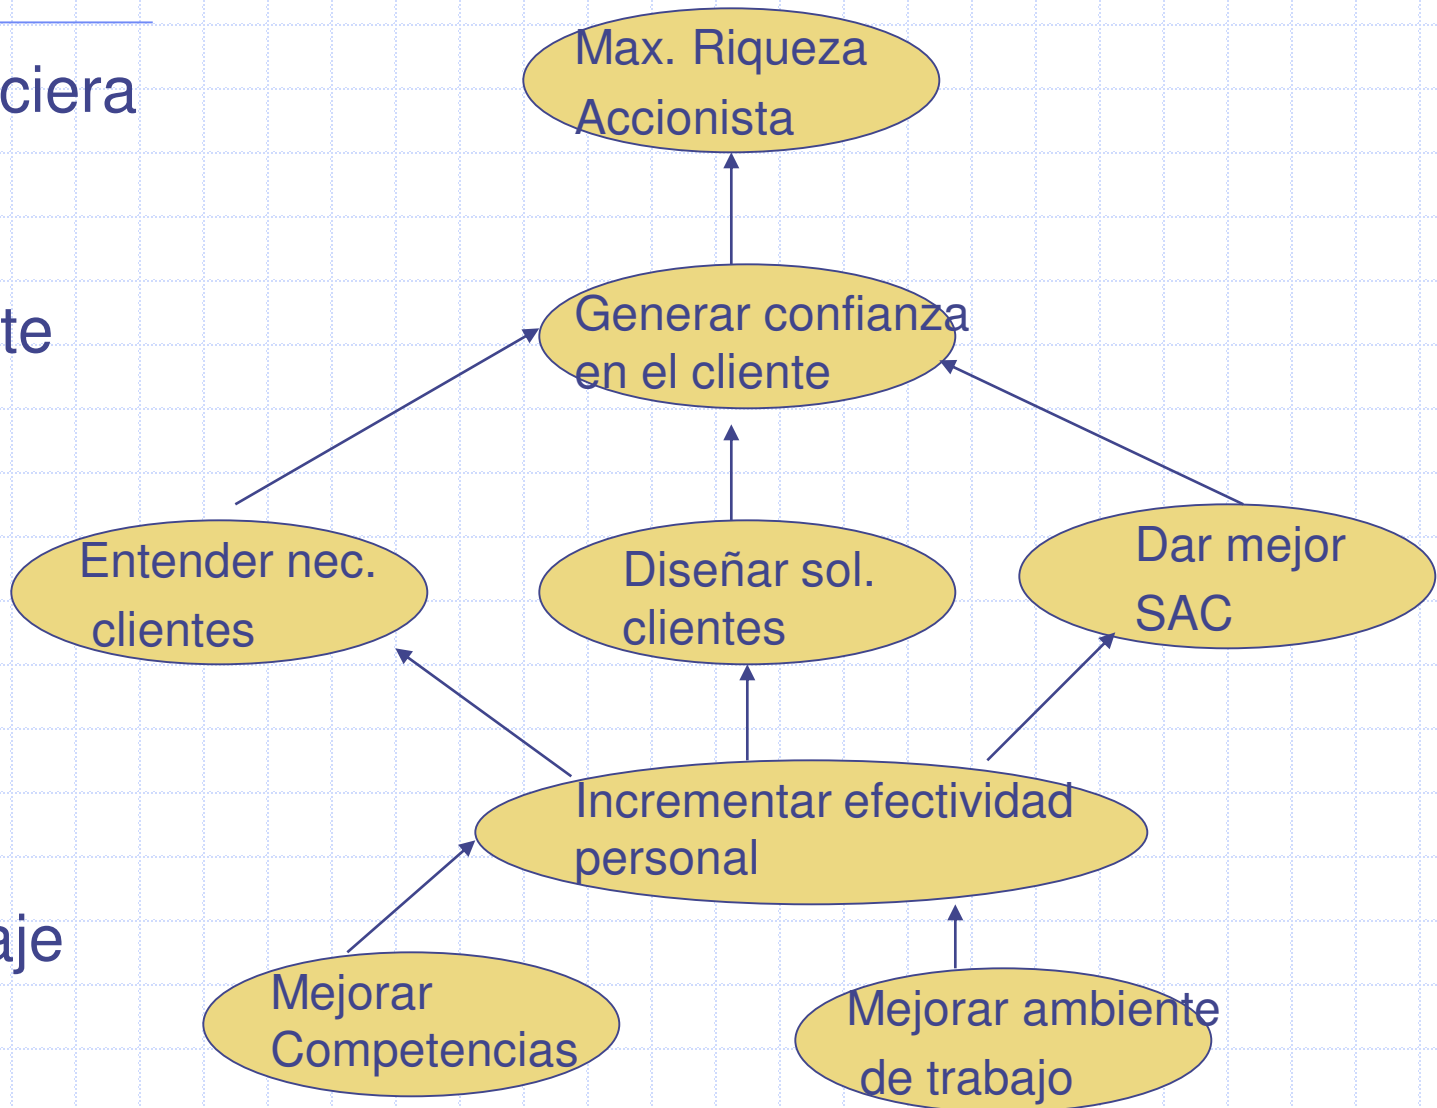 Max. Riqueza
Accionista
ciera
Generar confianza
en el cliente
te
Entender nec.
clientes
Diseñar sol.
clientes
Dar mejor
SAC
Incrementar efectividad
personal
aje
Mejorar
Competencias
Mejorar ambiente
de trabajo